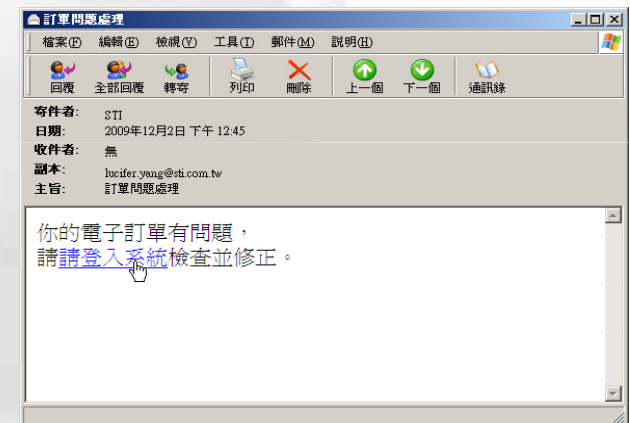 訂單問題處理
檔案(F) 編輯(E) 檢視(V) 工具(T) 郵件(M) 說明(H)
回覆 全部回覆 轉寄 列印 刪除 上一個 下一個 通訊錄
寄件者: STI
日期: 2009年12月2日 下午 12:45
收件者: 無
副本: lucifer.yang@sti.com.tw
主旨: 訂單問題處理
你的電子訂單有問題，
請請登入系統檢查並修正。